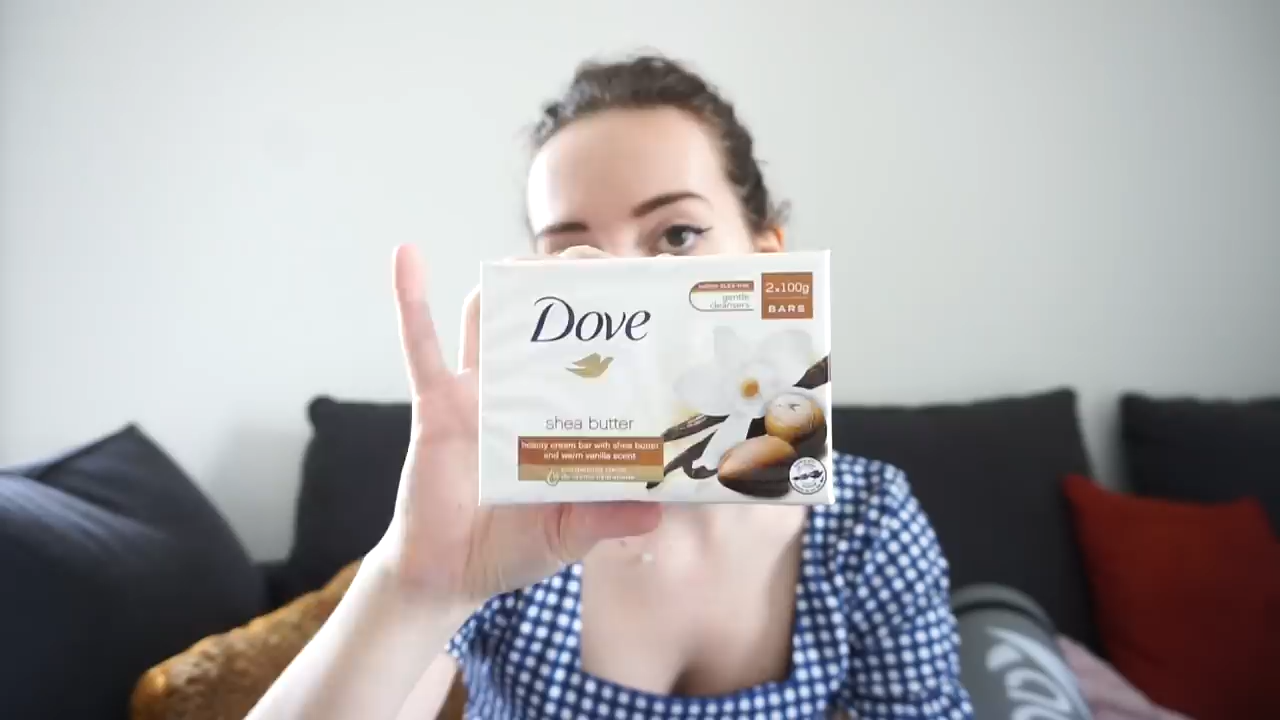 Dove
gentle
cleansers
2x100g
BARS
shea butter
beauty cream bar with shea butter
and warm vanilla scent